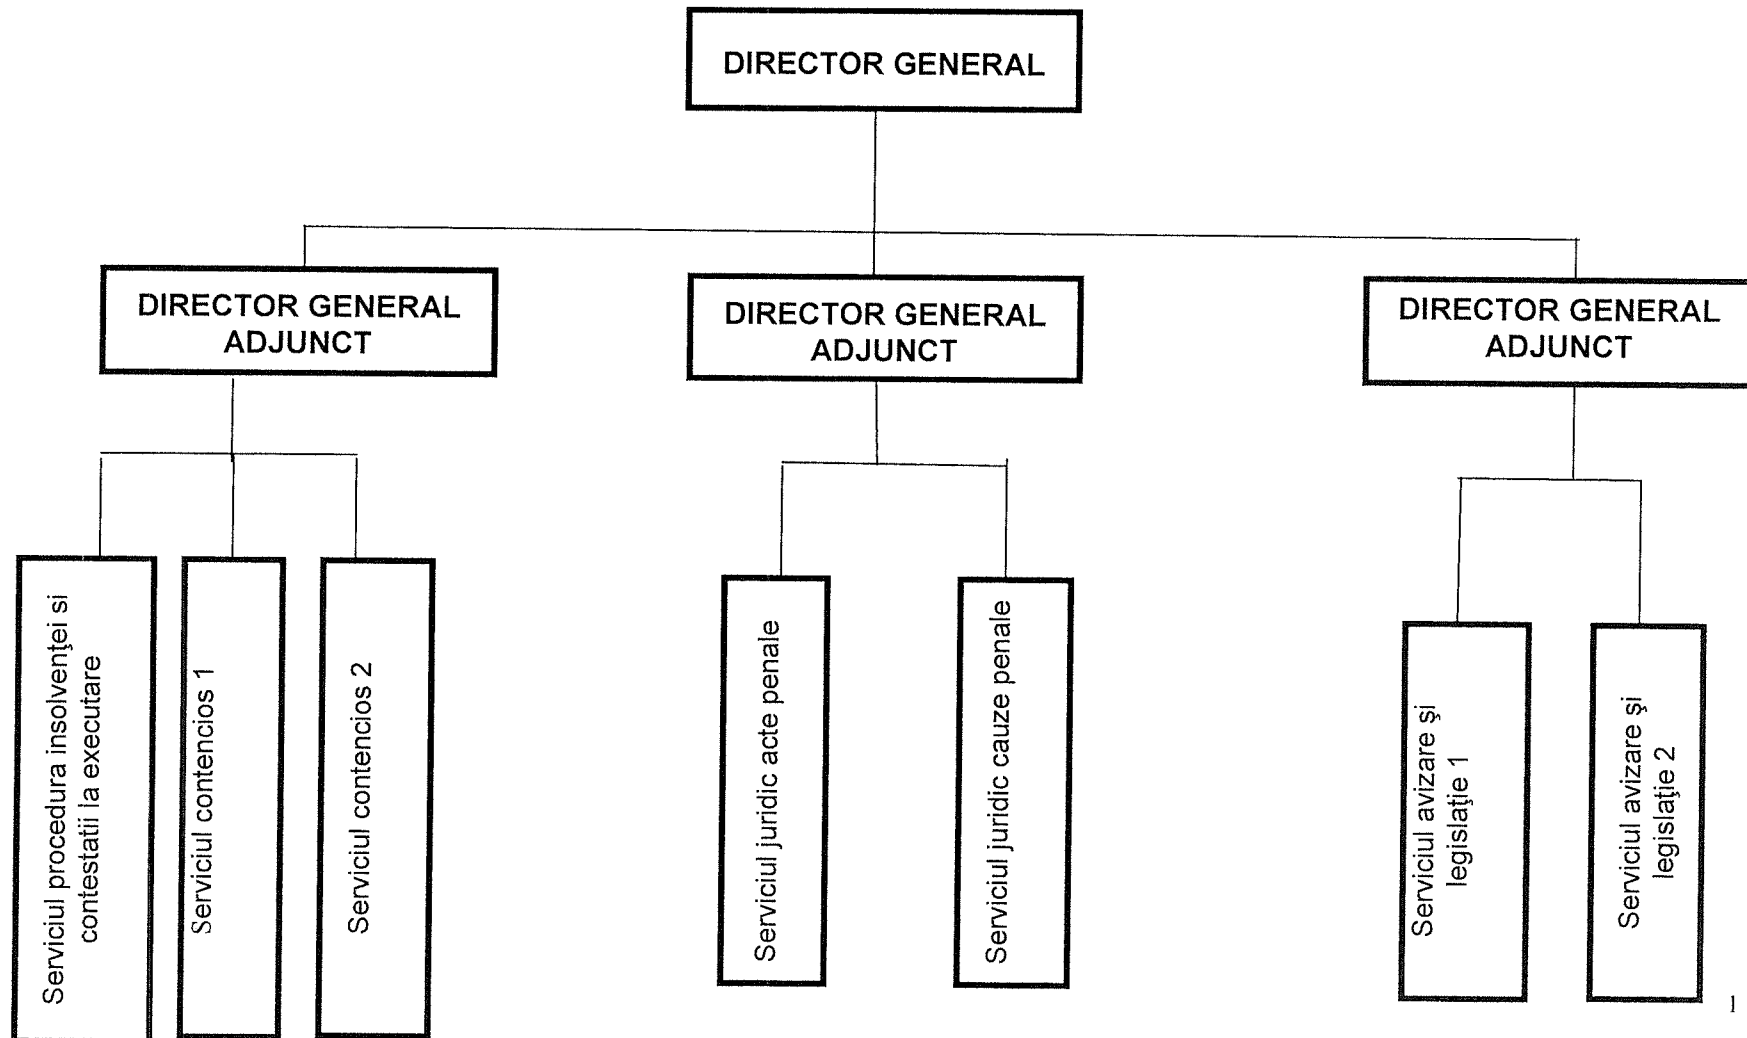 DIRECTOR GENERAL
DIRECTOR GENERAL
ADJUNCT
DIRECTOR GENERAL
ADJUNCT
DIRECTOR GENERAL
ADJUNCT
Serviciul procedura insolvenţei si
contestatii la executare
Serviciul contencios 1
Serviciul contencios 2
Serviciul juridic acte penale
Serviciul juridic cauze penale
Serviciul avizare şi
legislaţie 1
Serviciul avizare şi
legislaţie 2
1